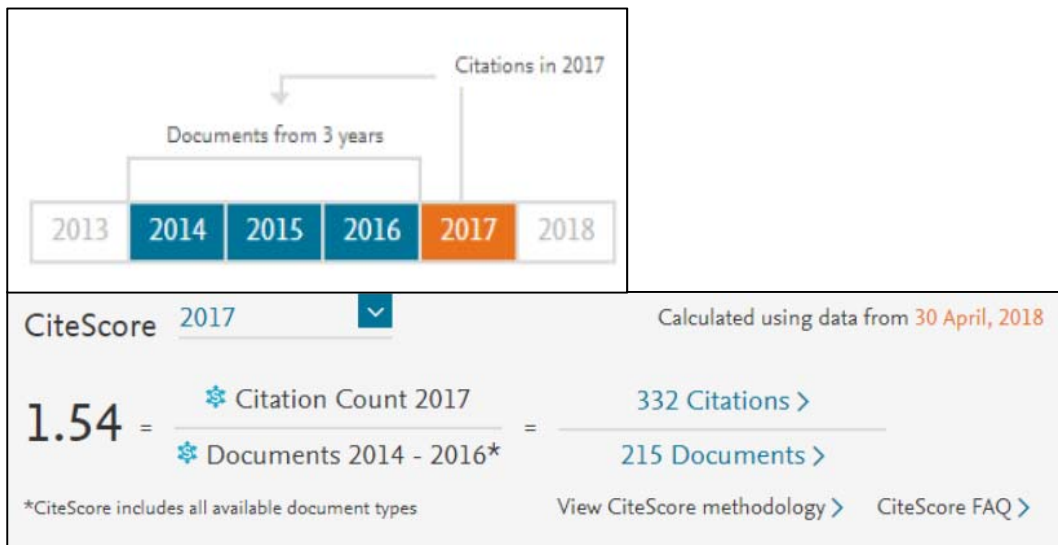 Citations in 2017
Documents from 3 years
2013 2014 2015 2016 2017 2018
CiteScore 2017 Calculated using data from 30 April, 2018
1.54 = Citation Count 2017 = 332 Citations >
Documents 2014 - 2016* 215 Documents >
*CiteScore includes all available document types View CiteScore methodology > CiteScore FAQ >